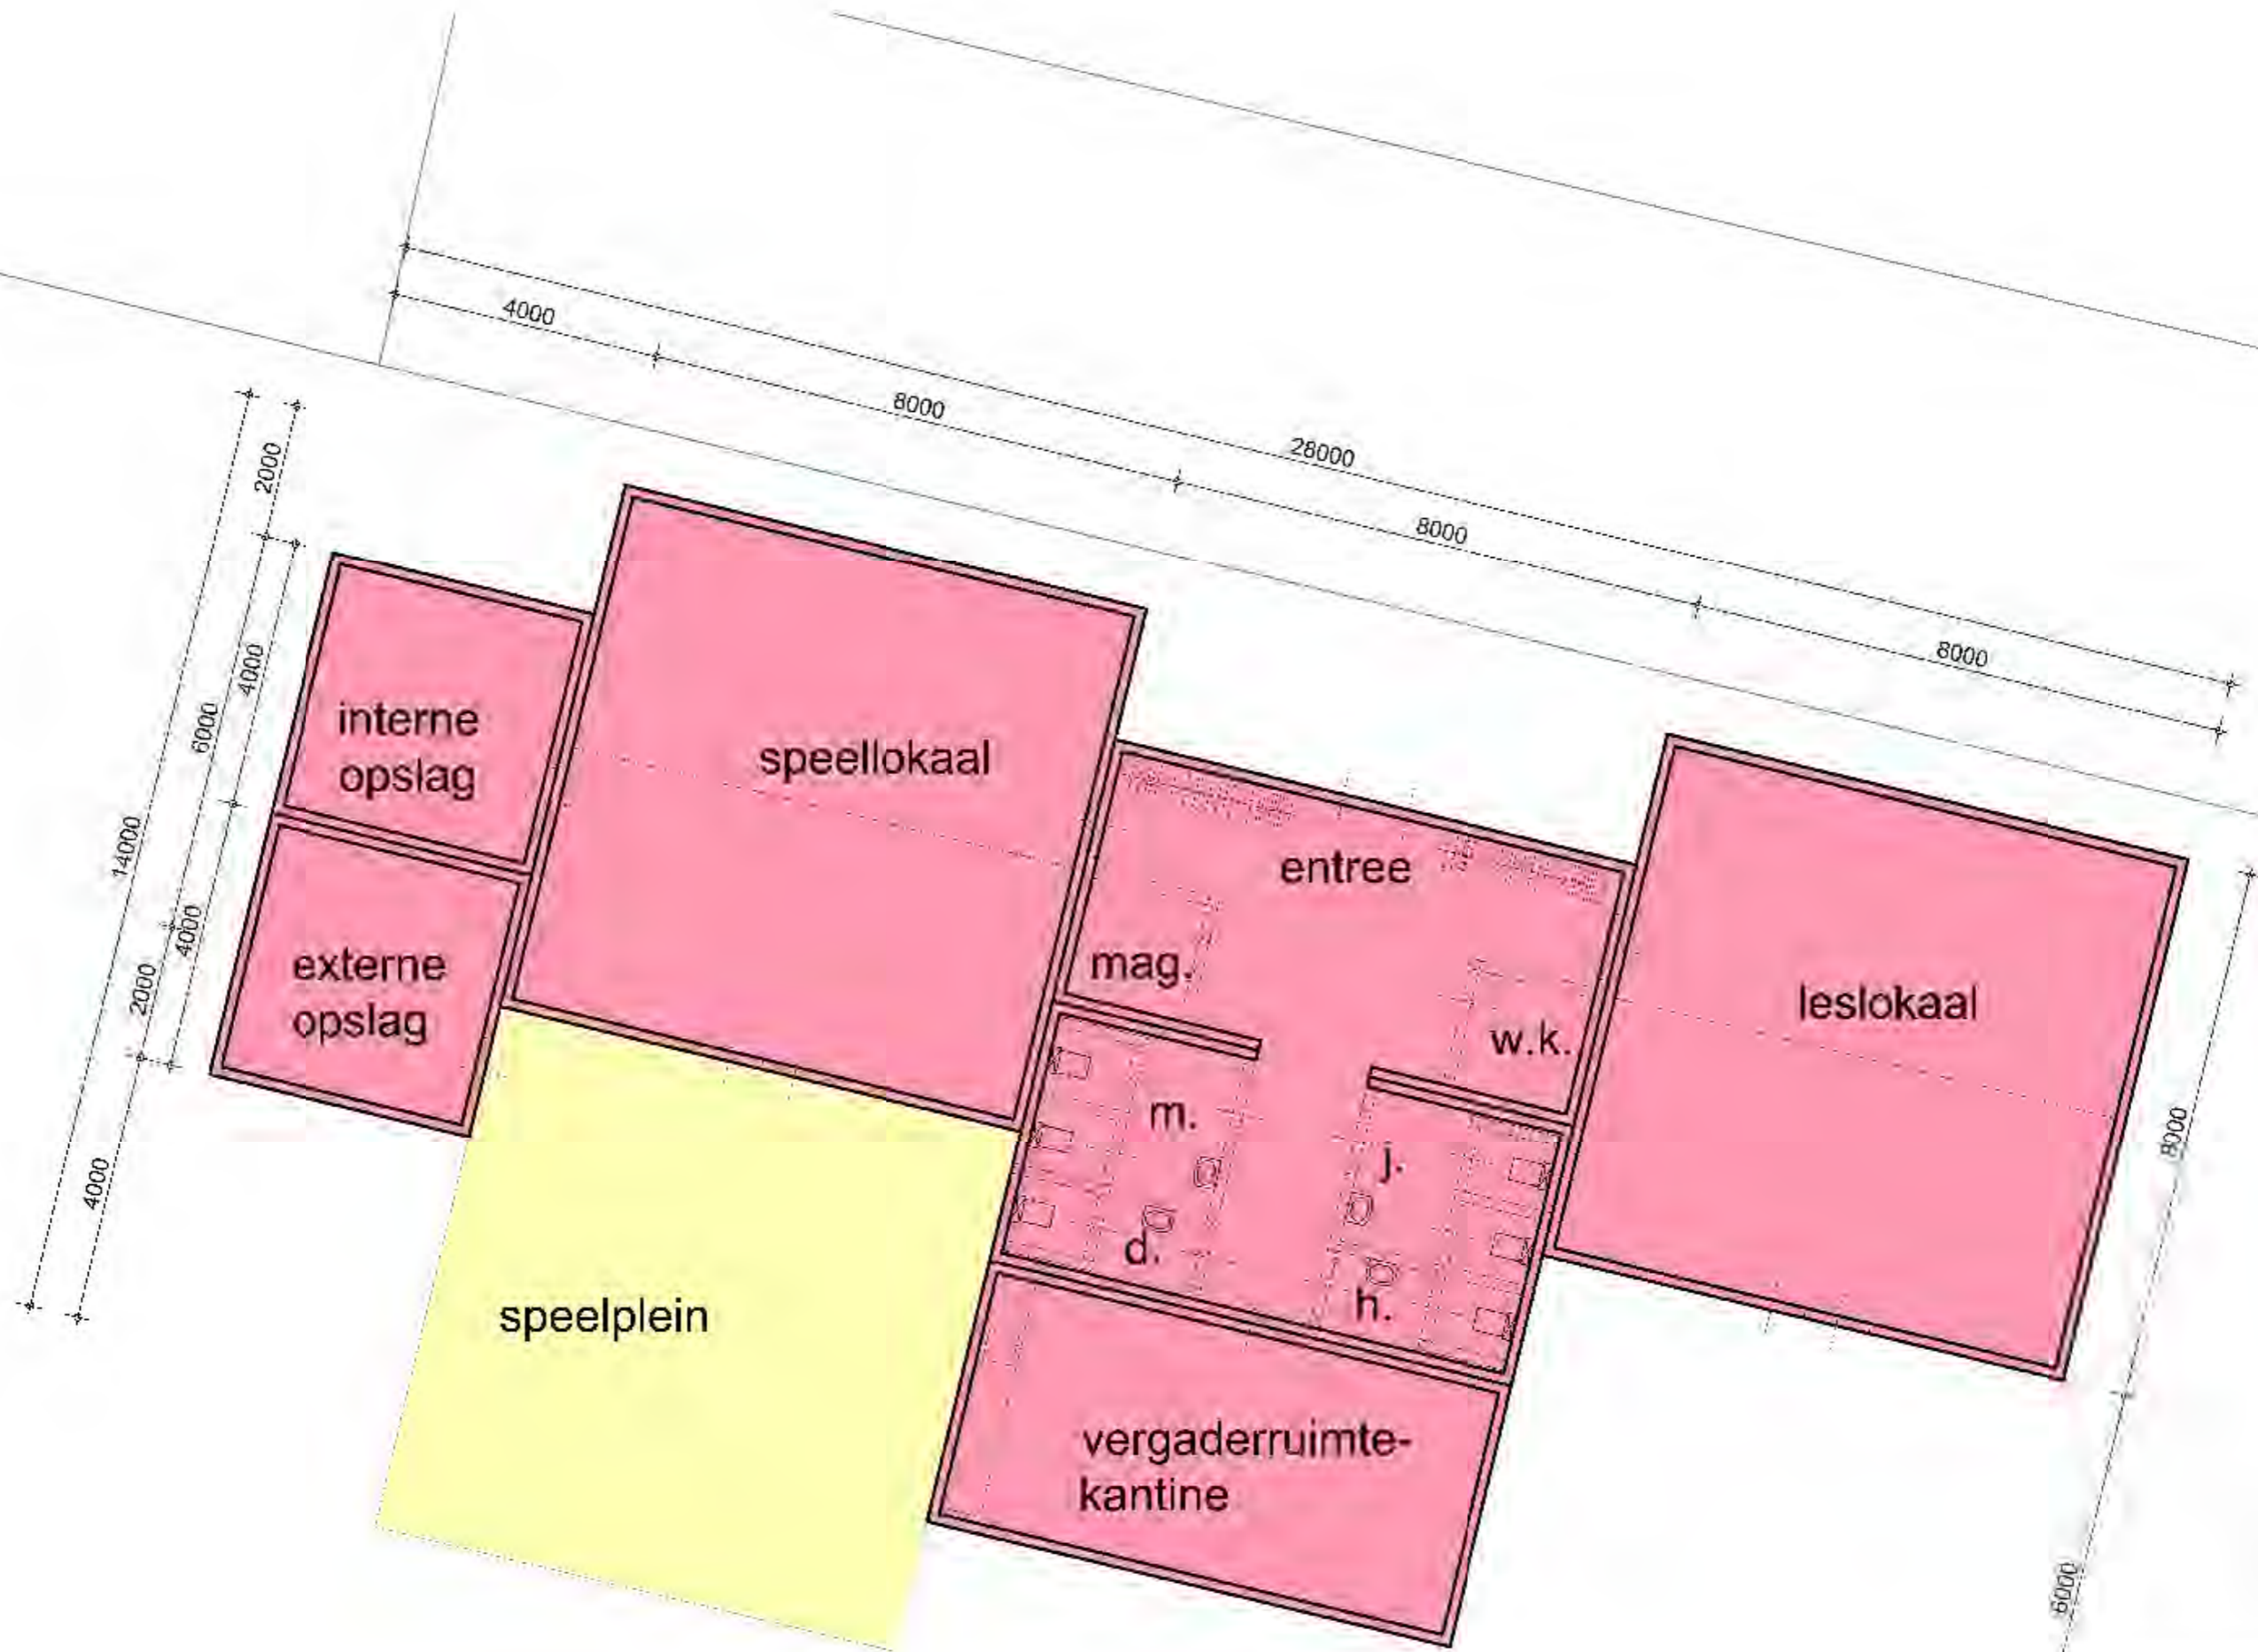 4000
8000
28000
8000
8000
2000
4000
6000
14000
4000
2000
4000
8000
6000
interne
opslag
speellokaal
entree
mag.
w.k.
leslokaal
externe
opslag
m.
j.
d.
h.
speelplein
vergaderruimte-
kantine